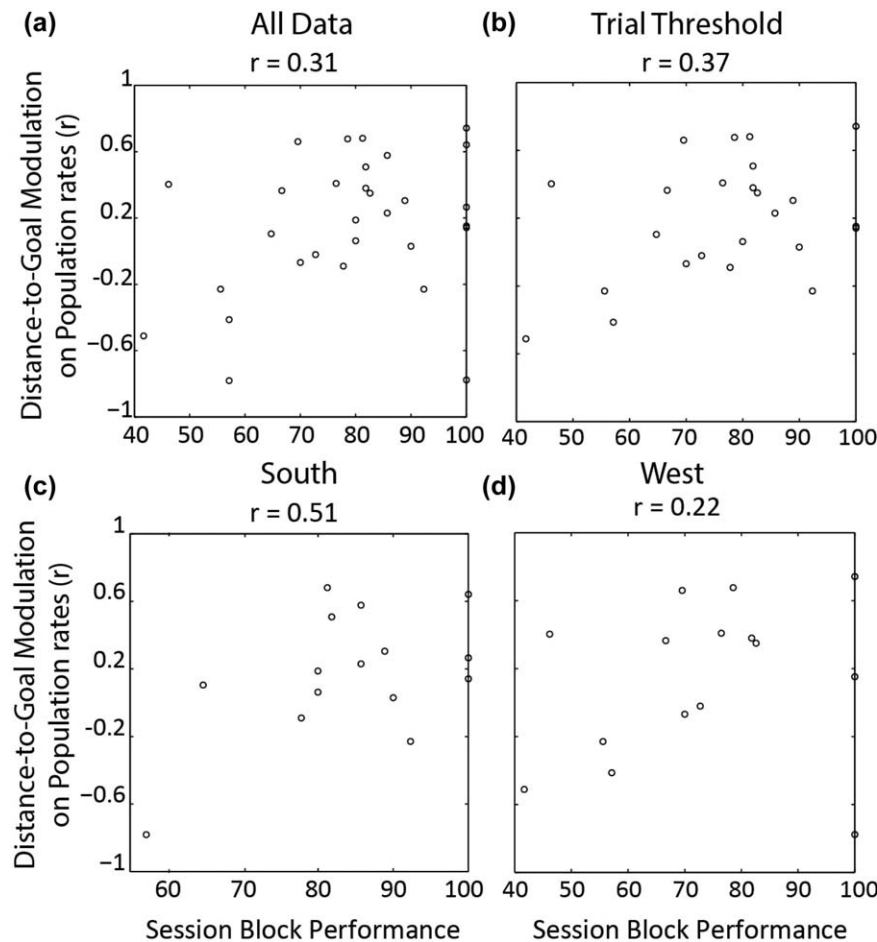 (a)
All Data
r = 0.31
(b)
Trial Threshold
r = 0.37
Distance-to-Goal Modulation
on Population rates (r)
1
0.6
0.2
-0.2
−0.6
−1
40 50 60 70 80 90 100
40 50 60 70 80 90 100
(c)
South
r = 0.51
(d)
West
r = 0.22
Distance-to-Goal Modulation
on Population rates (r)
1
0.6
0.2
-0.2
−0.6
−1
60 70 80 90 100
40 50 60 70 80 90 100
Session Block Performance
Session Block Performance